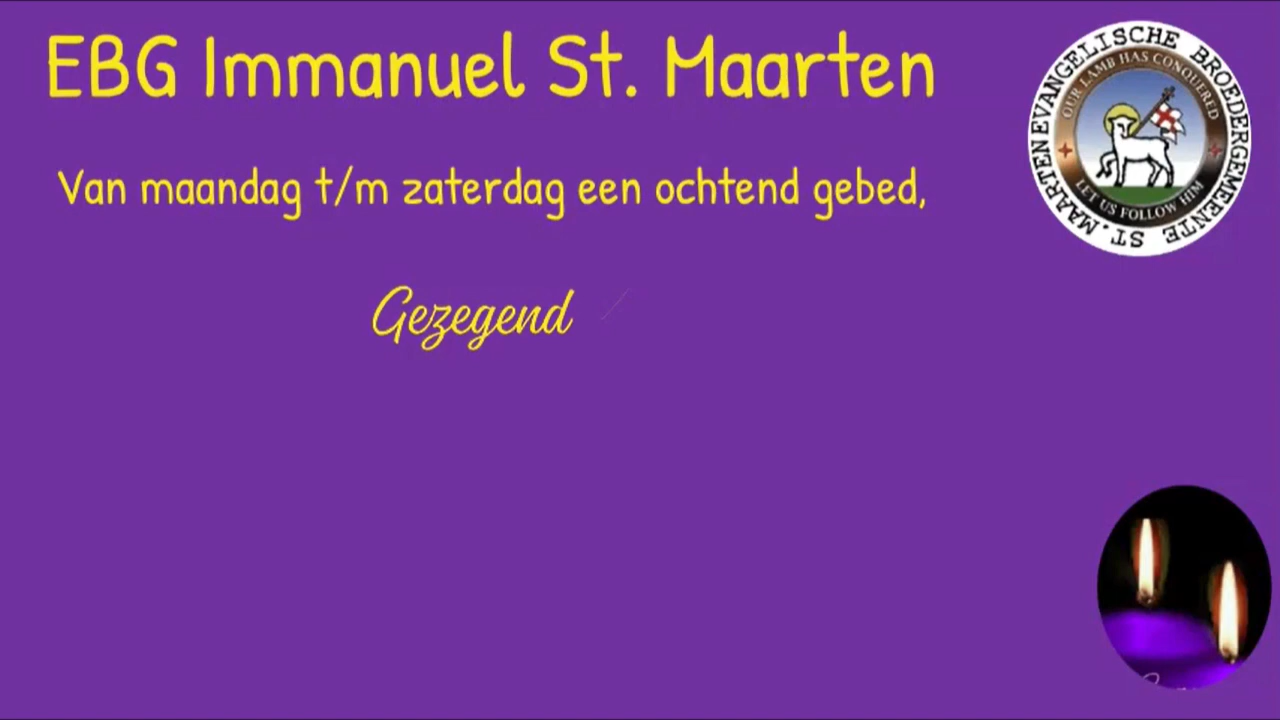 EBG Immanuel St. Maarten
Van maandag t/m zaterdag een ochtend gebed,
Gezegend
EVANGELISCHE BROEDERGEMEENTE ST. MAARTEN
OUR LAMB HAS CONQUERED
LET US FOLLOW HIM